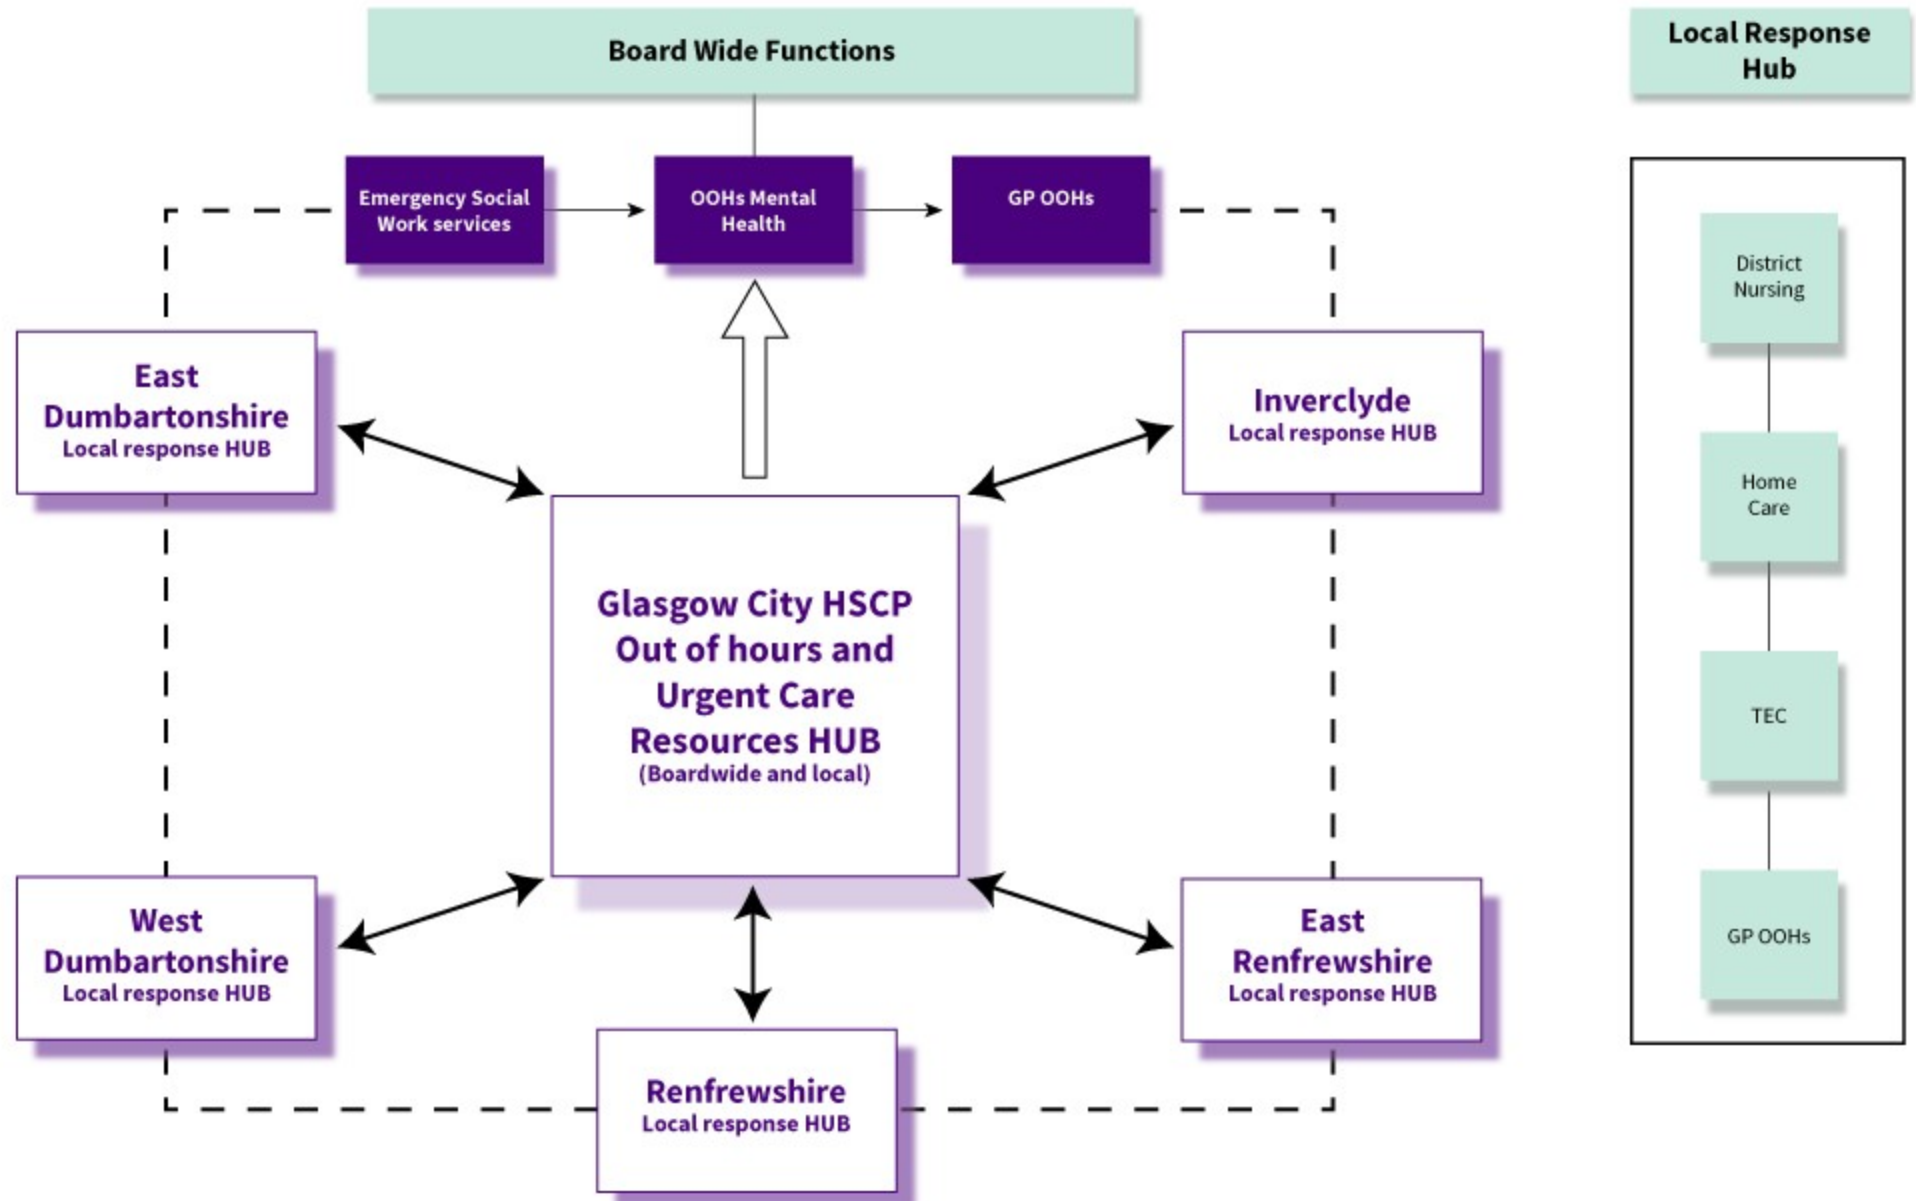 Board Wide Functions
Emergency Social
Work services
OOHs Mental
Health
GP OOHs
East
Dumbartonshire
Local response HUB
Inverclyde
Local response HUB
Glasgow City HSCP
Out of hours and
Urgent Care
Resources HUB
(Boardwide and local)
West
Dumbartonshire
Local response HUB
East
Renfrewshire
Local response HUB
Renfrewshire
Local response HUB
Local Response
Hub
District
Nursing
Home
Care
TEC
GP OOHs